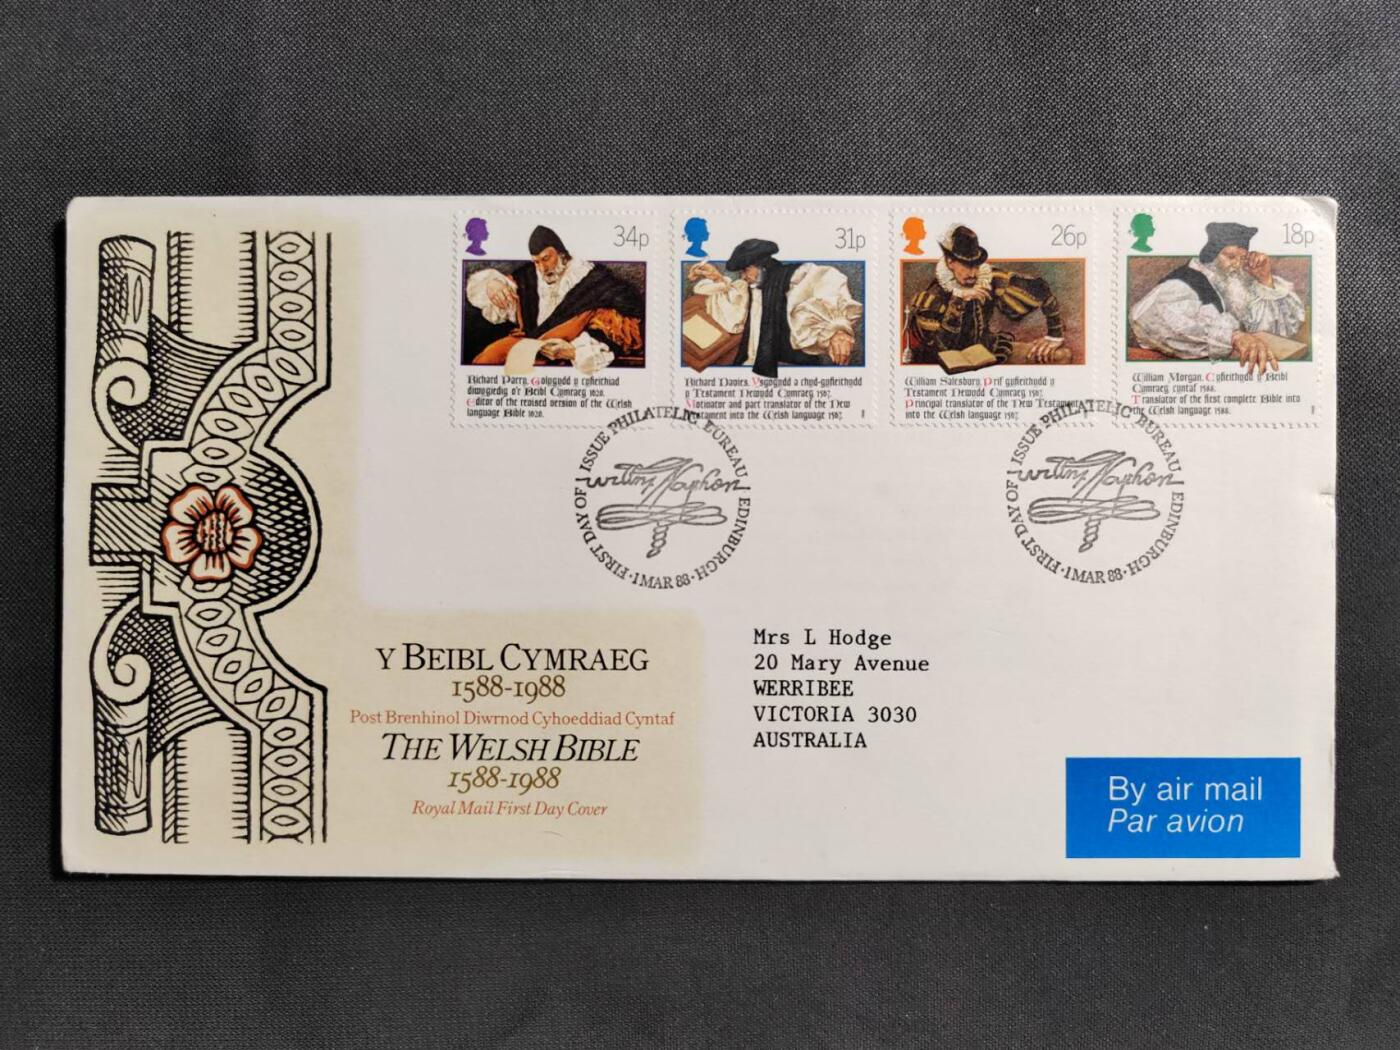 34p
Richard Parry. Golygydd y cyfieithiad
diwygiedig o'r Beibl Cymraeg 1620.
Editor of the revised version of the Welsh
language Bible 1620.
31p
Richard Davies. Ysgogydd a chyd-gyfieithydd
y Testament Newydd Cymraeg 1567.
Motivator and part translator of the New
Testament into the Welsh language 1567.
26p
William Salesbury. Prif gyfieithydd y
Testament Newydd Cymraeg 1567.
Principal translator of the New Testament
into the Welsh language 1567.
18p
William Morgan. Cyfieithydd y Beibl
Cymraeg cyntaf 1588.
Translator of the first complete Bible into
the Welsh language 1588.
FIRST DAY OF ISSUE PHILATELIC BUREAU EDINBURGH
·1 MAR 88·
FIRST DAY OF ISSUE PHILATELIC BUREAU EDINBURGH
·1 MAR 88·
Y BEIBL CYMRAEG
1588-1988
Post Brenhinol Diwrnod Cyhoeddiad Cyntaf
THE WELSH BIBLE
1588-1988
Royal Mail First Day Cover
Mrs L Hodge
20 Mary Avenue
WERRIBEE
VICTORIA 3030
AUSTRALIA
By air mail
Par avion